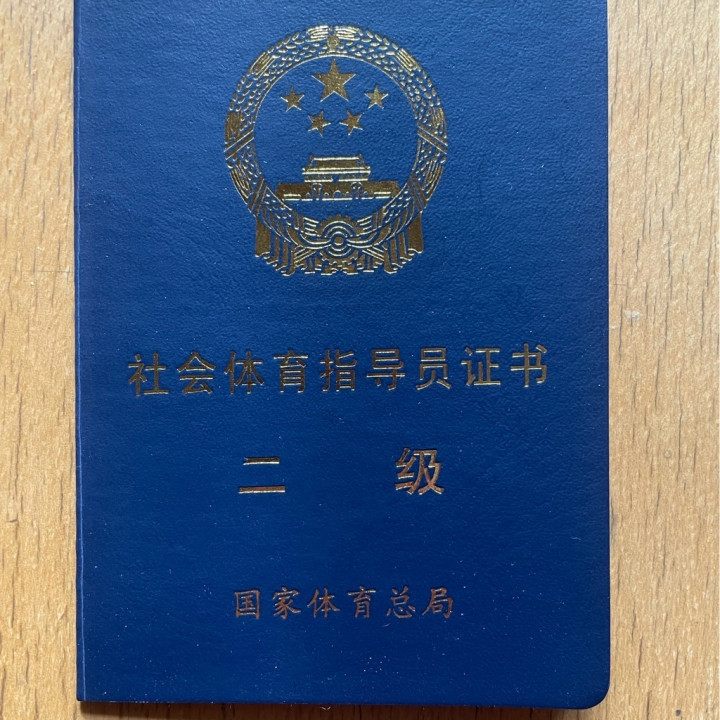 社会体育指导员证书
二 级
国家体育总局